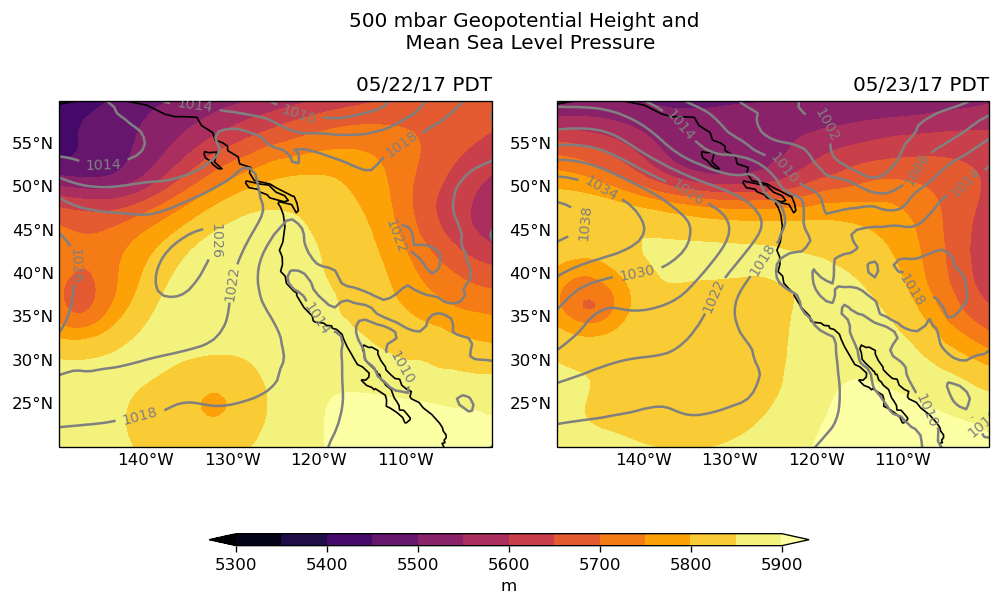 500 mbar Geopotential Height and
Mean Sea Level Pressure
05/22/17 PDT
05/23/17 PDT
55°N
50°N
45°N
40°N
35°N
30°N
25°N
140°W 130°W 120°W 110°W
1014
1010
1014
1018
1022
1026
1022
1014
1010
1018
55°N
50°N
45°N
40°N
35°N
30°N
25°N
140°W 130°W 120°W 110°W
1014
1002
1010
1034
1038
1030
1018
1022
1018
1010
5300 5400 5500 5600 5700 5800 5900
m